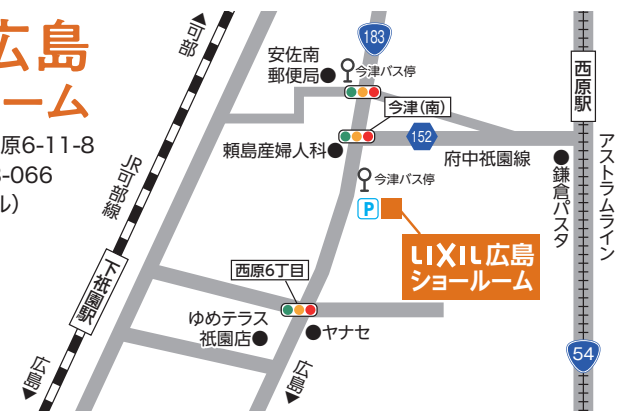 広島
ーム
原6-11-8
-066
ル）
▲可部
183
安佐南
郵便局
今津バス停
今津(南)
152
頼島産婦人科
府中祇園線
西原駅
アストラムライン
鎌倉パスタ
今津バス停
P
LIXIL広島
ショールーム
JR可部線
下祇園駅
西原6丁目
ゆめテラス
祇園店
ヤナセ
54
広島▼
広島▼